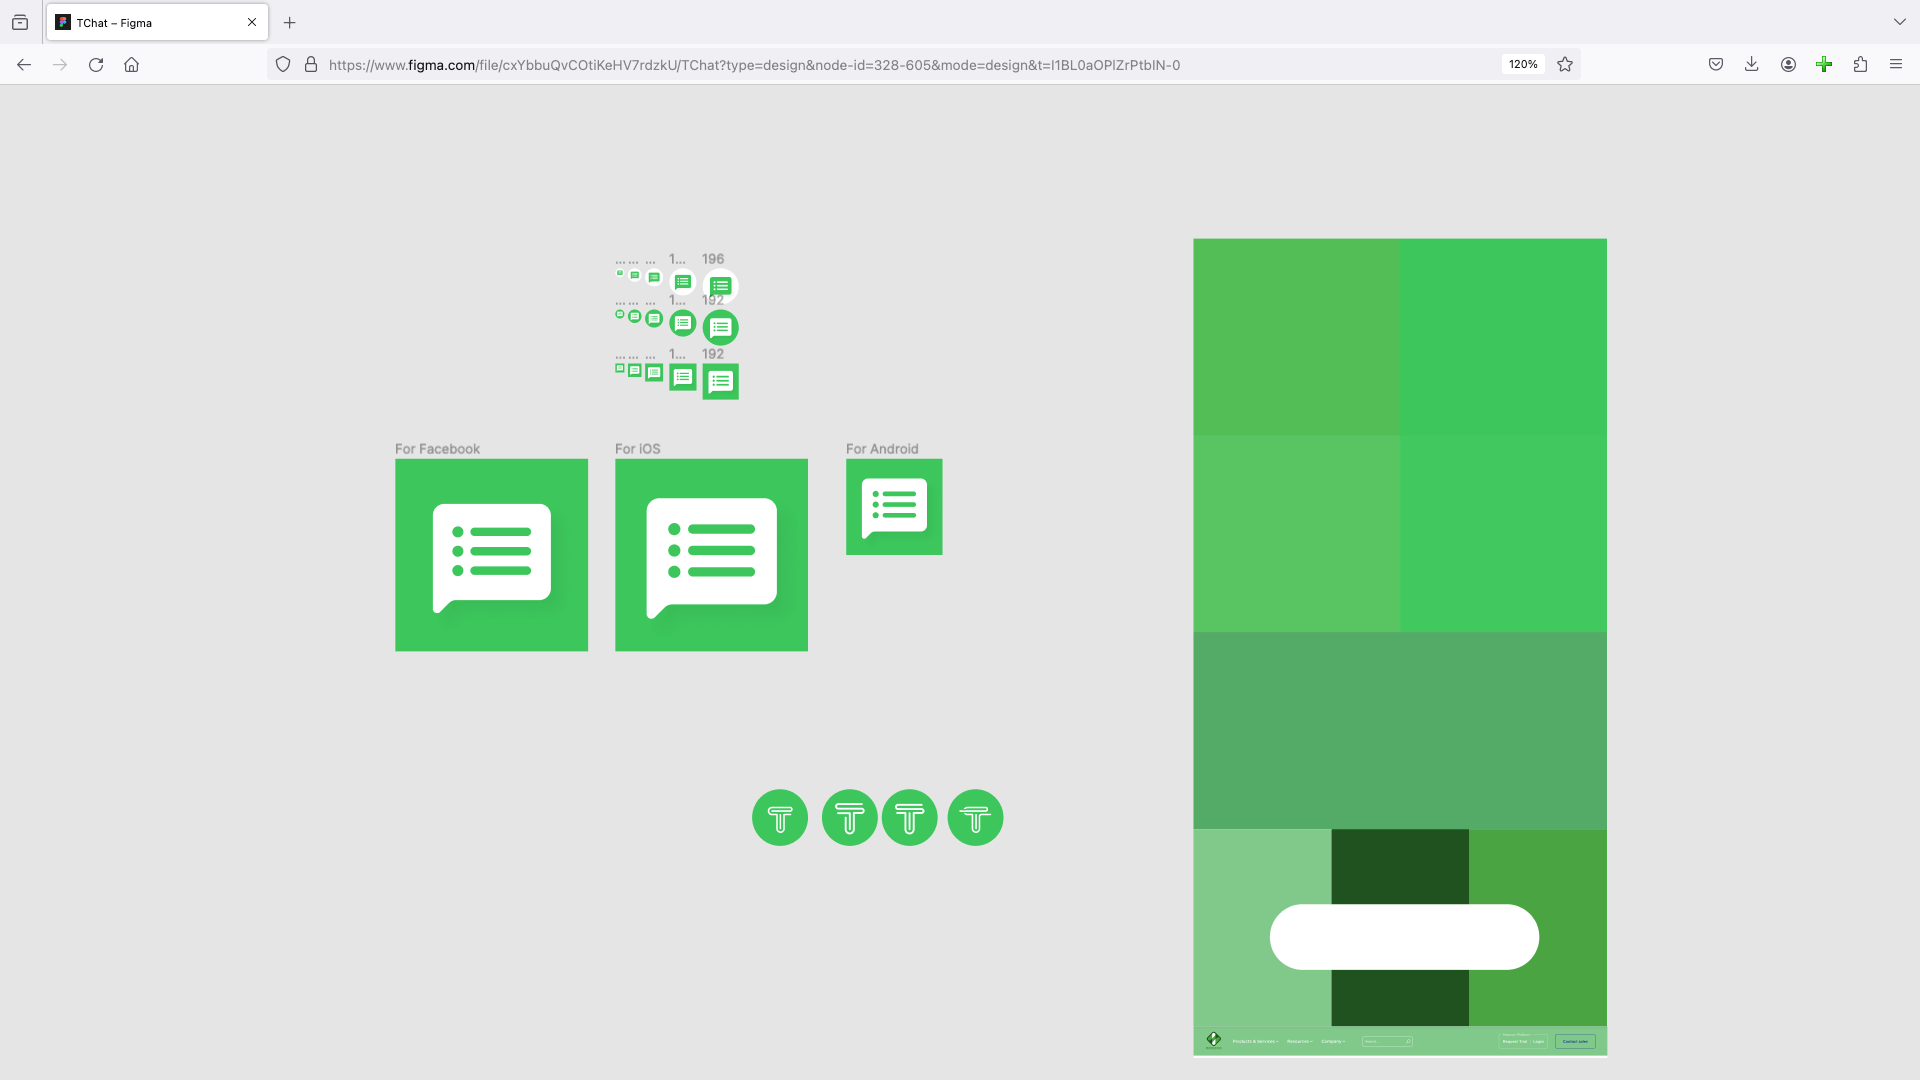 TChat – Figma
https://www.figma.com/file/cxYbbuQvCOtiKeHV7rdzkU/TChat?type=design&node-id=328-605&mode=design&t=I1BL0aOPlZrPtbIN-0
120%
... ... ... 1... 196
... ... ... 1... 192
... ... ... 1... 192
For Facebook
For iOS
For Android
Products & Services
Resources
Company
Request Trial
Login
Contact sales